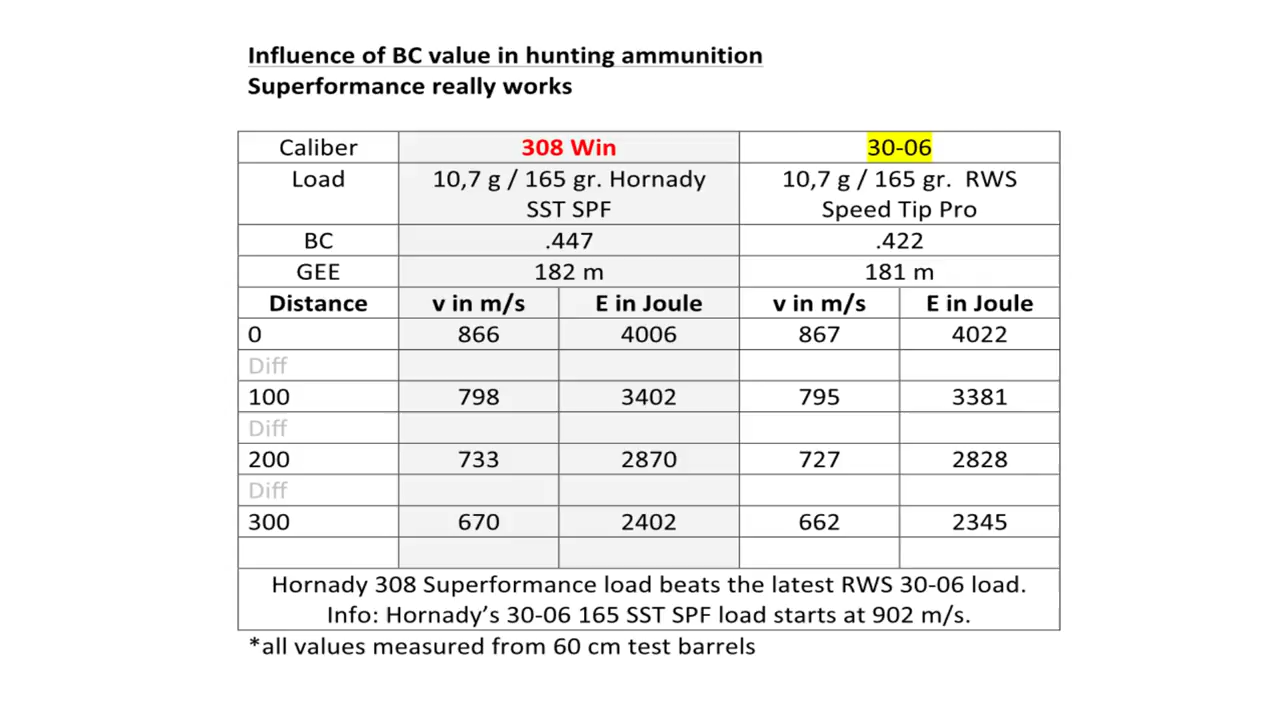 Influence of BC value in hunting ammunition
Superformance really works
Caliber 308 Win 30-06
Load 10,7 g / 165 gr. Hornady 10,7 g / 165 gr. RWS
SST SPF Speed Tip Pro
BC .447 .422
GEE 182 m 181 m
Distance v in m/s E in Joule v in m/s E in Joule
0 866 4006 867 4022
Diff
100 798 3402 795 3381
Diff
200 733 2870 727 2828
Diff
300 670 2402 662 2345
Hornady 308 Superformance load beats the latest RWS 30-06 load.
Info: Hornady’s 30-06 165 SST SPF load starts at 902 m/s.
*all values measured from 60 cm test barrels